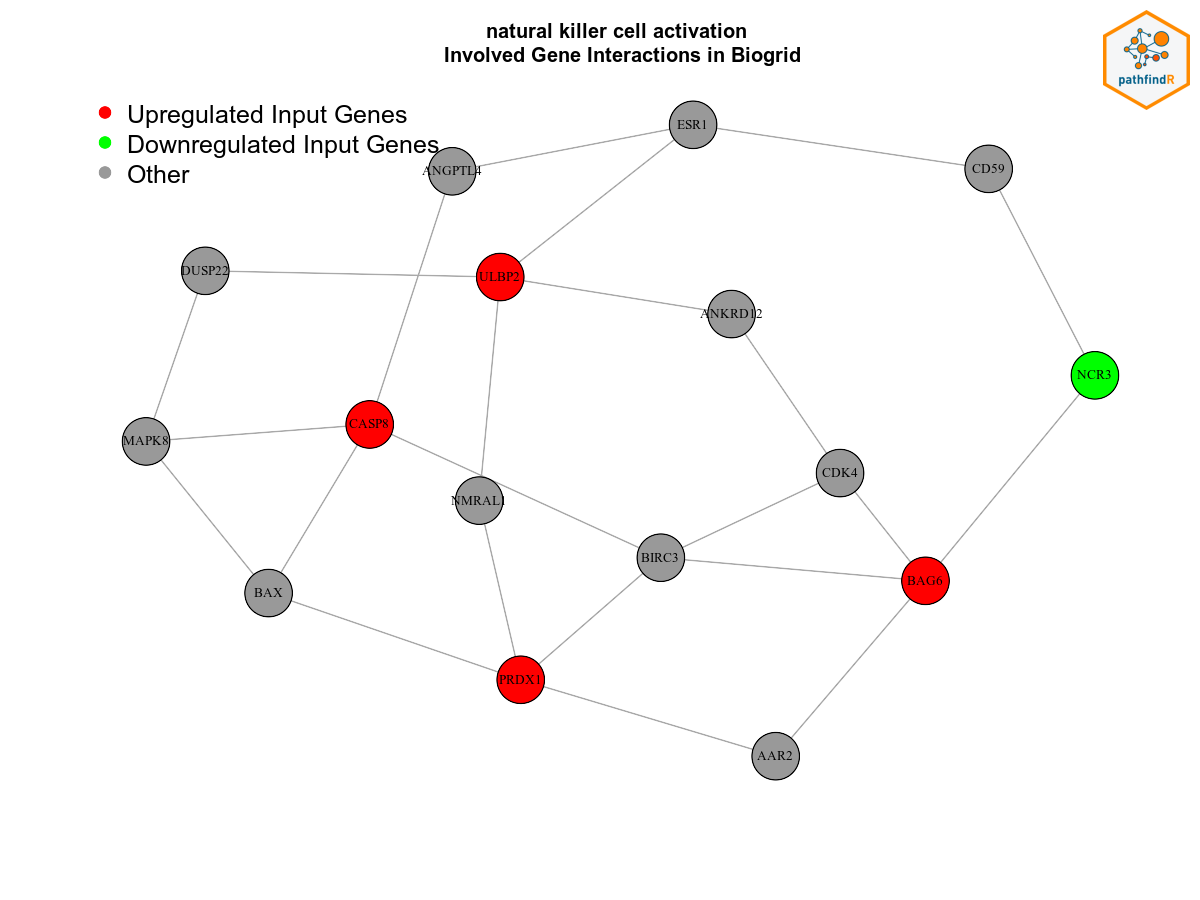 natural killer cell activation
Involved Gene Interactions in Biogrid
pathfindR
Upregulated Input Genes
Downregulated Input Genes
Other
ESR1
ANGPTL4
CD59
DUSP22
ULBP2
ANKRD12
NCR3
CASP8
MAPK8
CDK4
NMRAL1
BIRC3
BAG6
BAX
PRDX1
AAR2